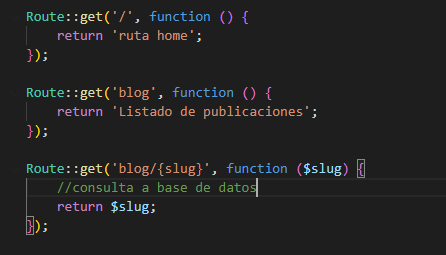 Route::get('/', function () {
    return 'ruta home';
});
Route::get('blog', function () {
    return 'Listado de publicaciones';
});
Route::get('blog/{slug}', function ($slug) {
    //consulta a base de datos
    return $slug;
});